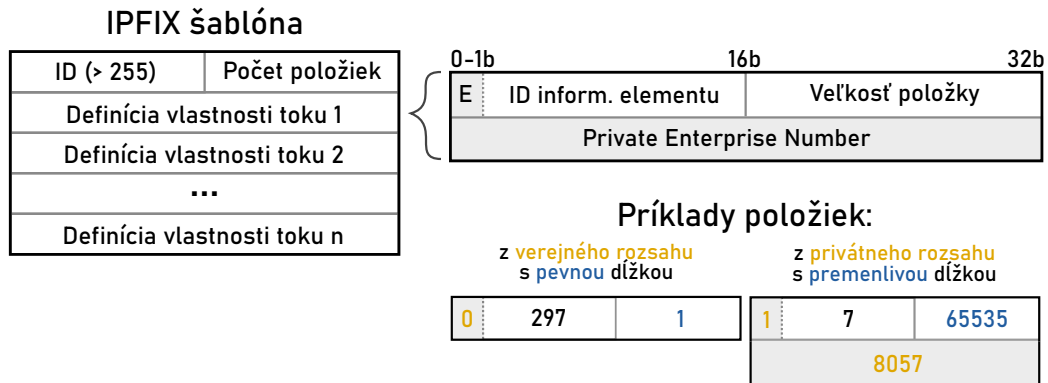 IPFIX šablóna
ID (> 255) Počet položiek
Definícia vlastnosti toku 1
Definícia vlastnosti toku 2
...
Definícia vlastnosti toku n
0-1b 16b 32b
E ID inform. elementu Veľkosť položky
Private Enterprise Number
Príklady položiek:
z verejného rozsahu
s pevnou dĺžkou
0 297 1
z privátneho rozsahu
s premenlivou dĺžkou
1 7 65535
8057